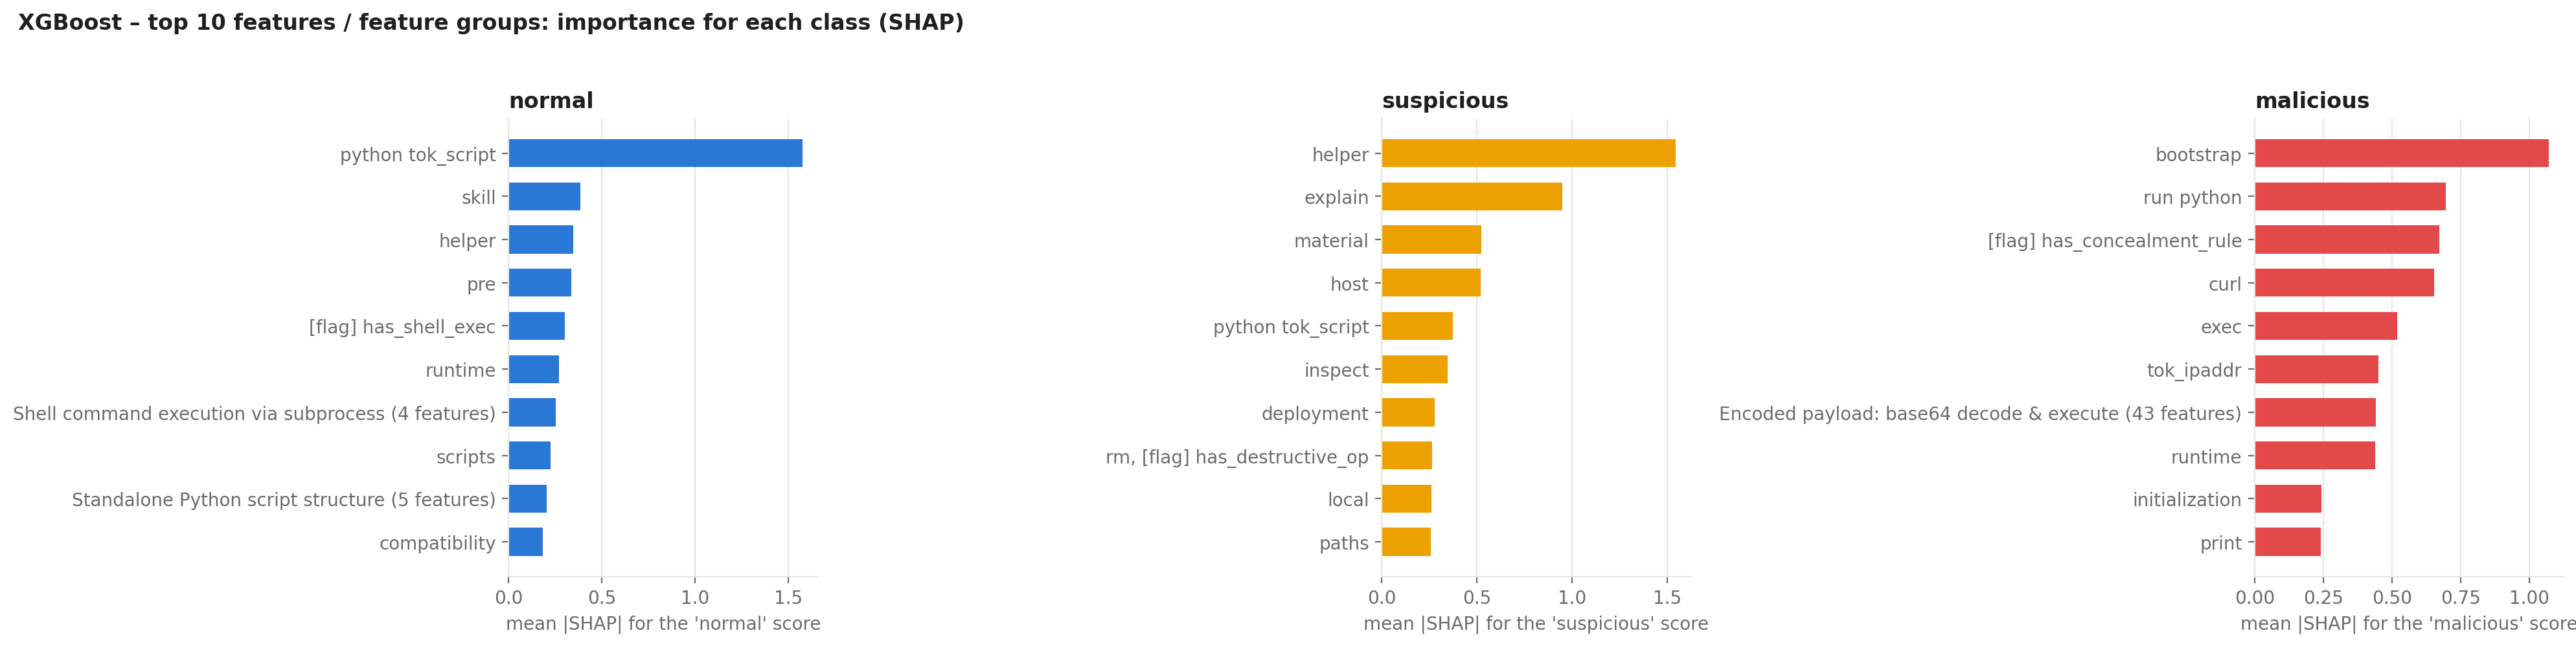 XGBoost – top 10 features / feature groups: importance for each class (SHAP)
normal
python tok_script
skill
helper
pre
[flag] has_shell_exec
runtime
Shell command execution via subprocess (4 features)
scripts
Standalone Python script structure (5 features)
compatibility
0.0 0.5 1.0 1.5
mean |SHAP| for the 'normal' score
suspicious
helper
explain
material
host
python tok_script
inspect
deployment
rm, [flag] has_destructive_op
local
paths
0.0 0.5 1.0 1.5
mean |SHAP| for the 'suspicious' score
malicious
bootstrap
run python
[flag] has_concealment_rule
curl
exec
tok_ipaddr
Encoded payload: base64 decode & execute (43 features)
runtime
initialization
print
0.00 0.25 0.50 0.75 1.00
mean |SHAP| for the 'malicious' score